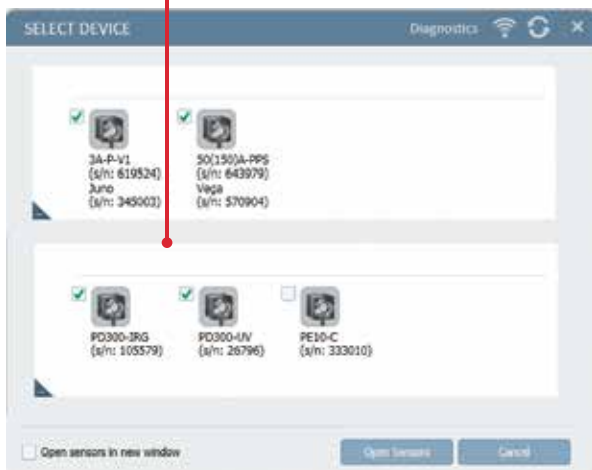 SELECT DEVICE
Diagnostics
3A-P-V1
(s/n: 619524)
Juno
(s/n: 345003)
50(150)A-PPS
(s/n: 643979)
Vega
(s/n: 570904)
PD300-IRG
(s/n: 105579)
PD300-UV
(s/n: 26796)
PE10-C
(s/n: 333010)
Open sensors in new window
Open Sensors
Cancel